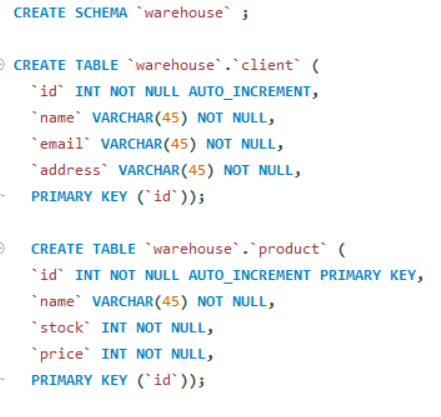 CREATE SCHEMA `warehouse` ;
CREATE TABLE `warehouse`.`client` (
`id` INT NOT NULL AUTO_INCREMENT,
`name` VARCHAR(45) NOT NULL,
`email` VARCHAR(45) NOT NULL,
`address` VARCHAR(45) NOT NULL,
PRIMARY KEY (`id`));
CREATE TABLE `warehouse`.`product` (
`id` INT NOT NULL AUTO_INCREMENT PRIMARY KEY,
`name` VARCHAR(45) NOT NULL,
`stock` INT NOT NULL,
`price` INT NOT NULL,
PRIMARY KEY (`id`));